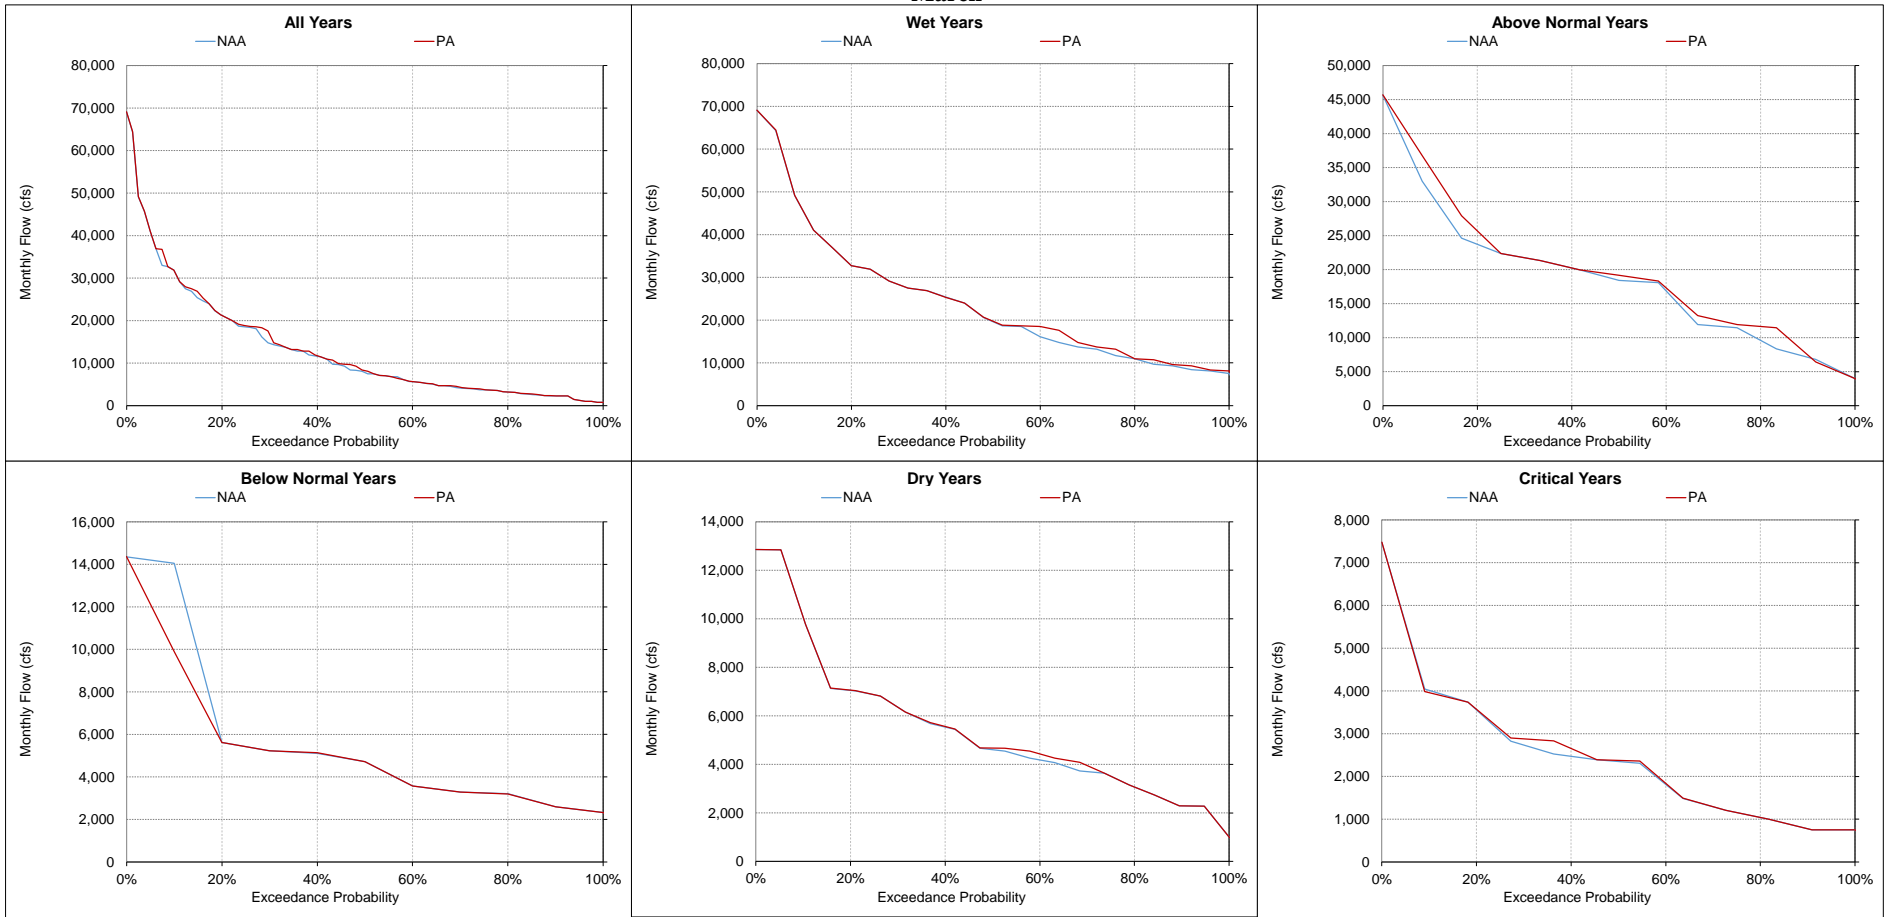 All Years
NAA PA
80,000
70,000
60,000
50,000
40,000
30,000
20,000
10,000
0
Monthly Flow (cfs)
0% 20% 40% 60% 80% 100%
Exceedance Probability
Wet Years
NAA PA
80,000
70,000
60,000
50,000
40,000
30,000
20,000
10,000
0
Monthly Flow (cfs)
0% 20% 40% 60% 80% 100%
Exceedance Probability
Above Normal Years
NAA PA
50,000
45,000
40,000
35,000
30,000
25,000
20,000
15,000
10,000
5,000
0
Monthly Flow (cfs)
0% 20% 40% 60% 80% 100%
Exceedance Probability
Below Normal Years
NAA PA
16,000
14,000
12,000
10,000
8,000
6,000
4,000
2,000
0
Monthly Flow (cfs)
0% 20% 40% 60% 80% 100%
Exceedance Probability
Dry Years
NAA PA
14,000
12,000
10,000
8,000
6,000
4,000
2,000
0
Monthly Flow (cfs)
0% 20% 40% 60% 80% 100%
Exceedance Probability
Critical Years
NAA PA
8,000
7,000
6,000
5,000
4,000
3,000
2,000
1,000
0
Monthly Flow (cfs)
0% 20% 40% 60% 80% 100%
Exceedance Probability